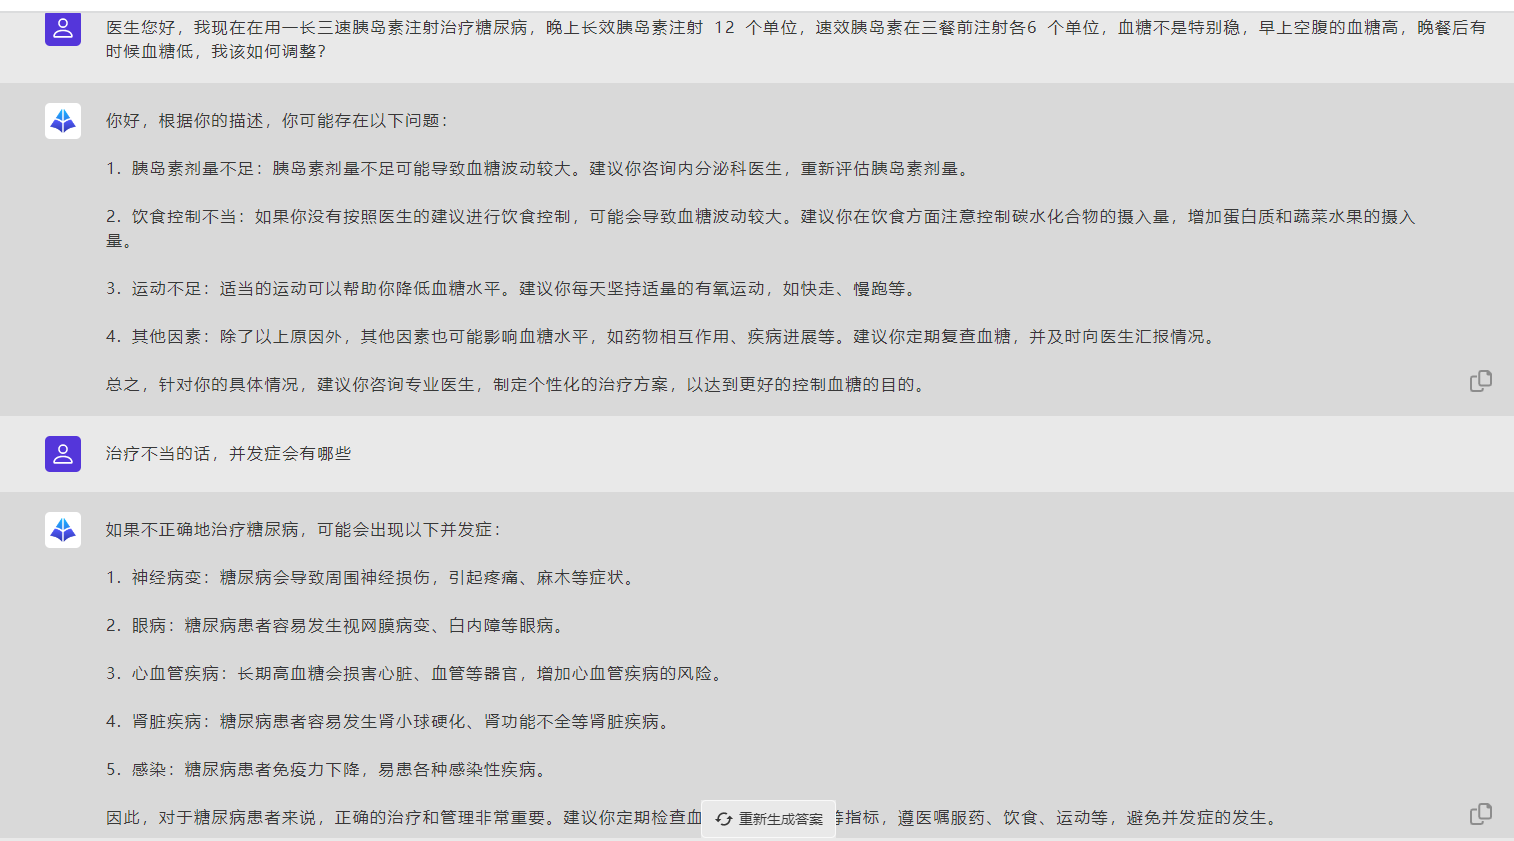 医生您好，我现在在用一长三速胰岛素注射治疗糖尿病，晚上长效胰岛素注射 12 个单位，速效胰岛素在三餐前注射各6 个单位，血糖不是特别稳，早上空腹的血糖高，晚餐后有
时候血糖低，我该如何调整？
你好，根据你的描述，你可能存在以下问题：
1. 胰岛素剂量不足：胰岛素剂量不足可能导致血糖波动较大。建议你咨询内分泌科医生，重新评估胰岛素剂量。
2. 饮食控制不当：如果你没有按照医生的建议进行饮食控制，可能会导致血糖波动较大。建议你在饮食方面注意控制碳水化合物的摄入量，增加蛋白质和蔬菜水果的摄入
量。
3. 运动不足：适当的运动可以帮助你降低血糖水平。建议你每天坚持适量的有氧运动，如快走、慢跑等。
4. 其他因素：除了以上原因外，其他因素也可能影响血糖水平，如药物相互作用、疾病进展等。建议你定期复查血糖，并及时向医生汇报情况。
总之，针对你的具体情况，建议你咨询专业医生，制定个性化的治疗方案，以达到更好的控制血糖的目的。
治疗不当的话，并发症会有哪些
如果不正确地治疗糖尿病，可能会出现以下并发症：
1. 神经病变：糖尿病会导致周围神经损伤，引起疼痛、麻木等症状。
2. 眼病：糖尿病患者容易发生视网膜病变、白内障等眼病。
3. 心血管疾病：长期高血糖会损害心脏、血管等器官，增加心血管疾病的风险。
4. 肾脏疾病：糖尿病患者容易发生肾小球硬化、肾功能不全等肾脏疾病。
5. 感染：糖尿病患者免疫力下降，易患各种感染性疾病。
因此，对于糖尿病患者来说，正确的治疗和管理非常重要。建议你定期检查血 等指标，遵医嘱服药、饮食、运动等，避免并发症的发生。
重新生成答案